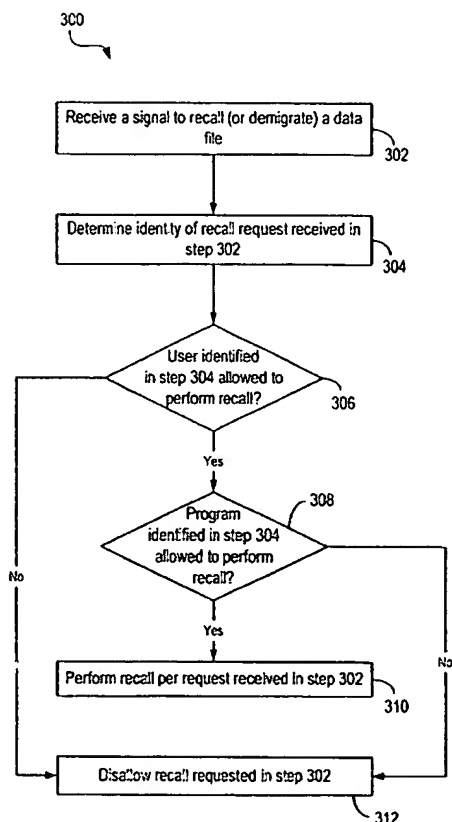 300
Receive a signal to recall (or demigrate) a data
file
302
Determine identity of recall request received in
step 302
304
User identified
in step 304 allowed to
perform recall?
306
Yes
308
Program
identified in step 304
allowed to perform
recall?
No
Yes
No
Perform recall per request received in step 302
310
Disallow recall requested in step 302
312